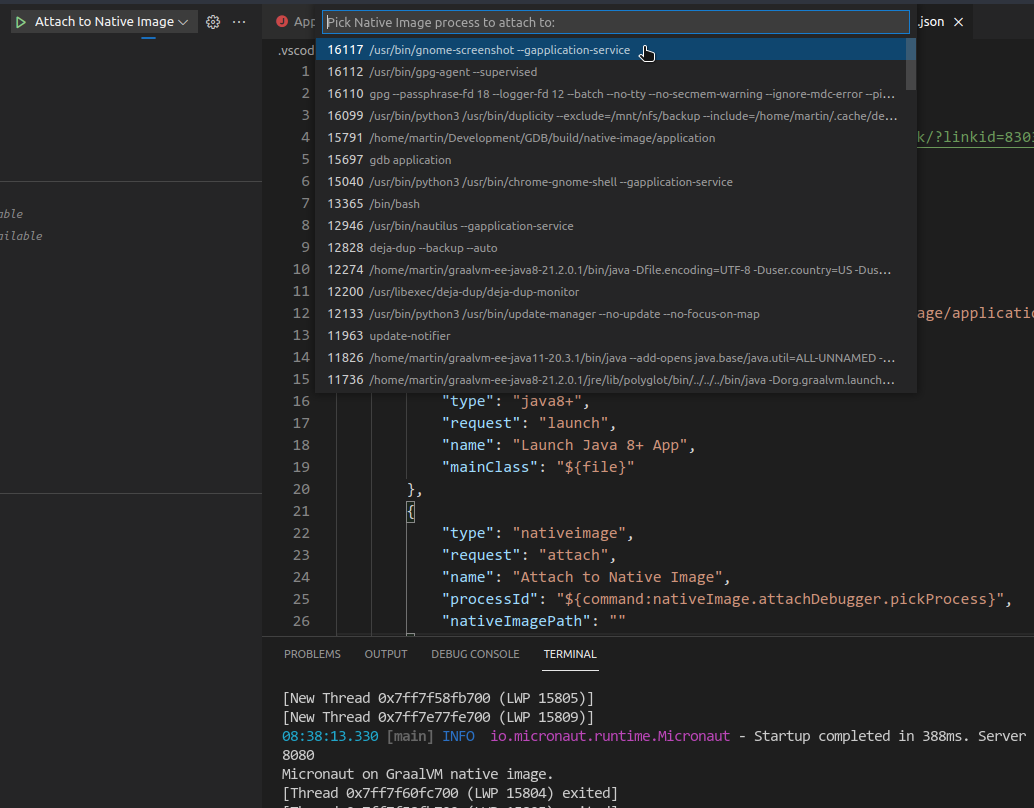 Attach to Native Image
App
Pick Native Image process to attach to:
.json
.vscod
16117 /usr/bin/gnome-screenshot --gapplication-service
1 16112 /usr/bin/gpg-agent --supervised
2 16110 gpg --passphrase-fd 18 --logger-fd 12 --batch --no-tty --no-secmem-warning --ignore-mdc-error --pi...
3 16099 /usr/bin/python3 /usr/bin/duplicity --exclude=/mnt/nfs/backup --include=/home/martin/.cache/de...
4 15791 /home/martin/Development/GDB/build/native-image/application
k/?linkid=830
5 15697 gdb application
6 15040 /usr/bin/python3 /usr/bin/chrome-gnome-shell --gapplication-service
7 13365 /bin/bash
able
8 12946 /usr/bin/nautilus --gapplication-service
ailable
9 12828 deja-dup --backup --auto
10 12274 /home/martin/graalvm-ee-java8-21.2.0.1/bin/java -Dfile.encoding=UTF-8 -Duser.country=US -Dus...
11 12200 /usr/libexec/deja-dup/deja-dup-monitor
12 12133 /usr/bin/python3 /usr/bin/update-manager --no-update --no-focus-on-map
age/applicatio
13 11963 update-notifier
14 11826 /home/martin/graalvm-ee-java11-20.3.1/bin/java --add-opens java.base/java.util=ALL-UNNAMED -...
15 11736 /home/martin/graalvm-ee-java8-21.2.0.1/jre/lib/polyglot/bin/../../../bin/java -Dorg.graalvm.launch...
16 "type": "java8+",
17 "request": "launch",
18 "name": "Launch Java 8+ App",
19 "mainClass": "${file}"
20 },
21 {
22 "type": "nativeimage",
23 "request": "attach",
24 "name": "Attach to Native Image",
25 "processId": "${command:nativeImage.attachDebugger.pickProcess}",
26 "nativeImagePath": ""
PROBLEMS OUTPUT DEBUG CONSOLE TERMINAL
[New Thread 0x7ff7f58fb700 (LWP 15805)]
[New Thread 0x7ff7e77fe700 (LWP 15809)]
08:38:13.330 [main] INFO io.micronaut.runtime.Micronaut - Startup completed in 388ms. Server
8080
Micronaut on GraalVM native image.
[Thread 0x7ff7f60fc700 (LWP 15804) exited]